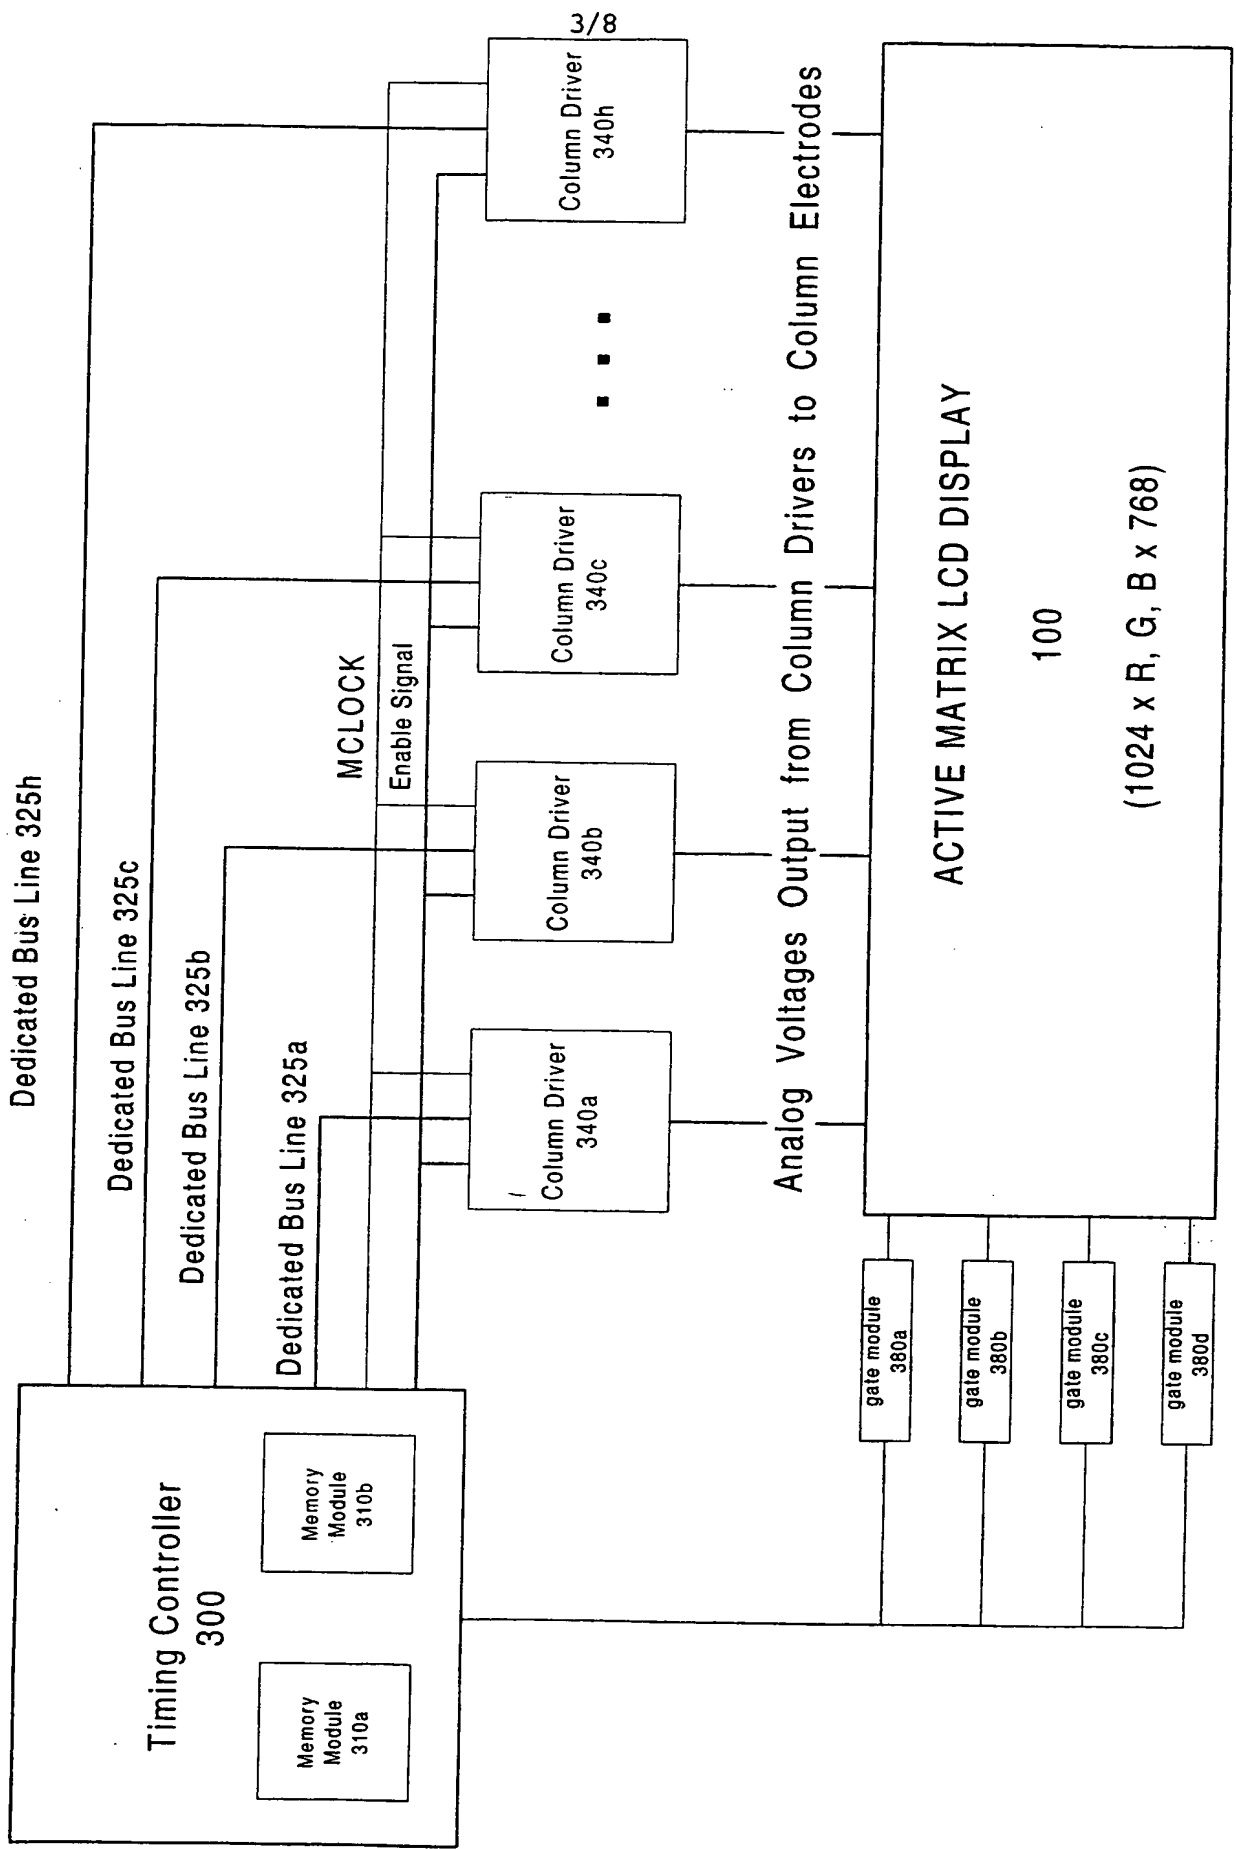 3/8
Dedicated Bus Line 325h
Dedicated Bus Line 325c
Dedicated Bus Line 325b
Dedicated Bus Line 325a
Timing Controller
300
Memory
Module
310a
Memory
Module
310b
MCLOCK
Enable Signal
Column Driver
340a
Column Driver
340b
Column Driver
340c
Column Driver
340h
Analog Voltages Output from Column Drivers to Column Electrodes
gate module
380a
gate module
380b
gate module
380c
gate module
380d
ACTIVE MATRIX LCD DISPLAY
100
(1024 x R, G, B x 768)